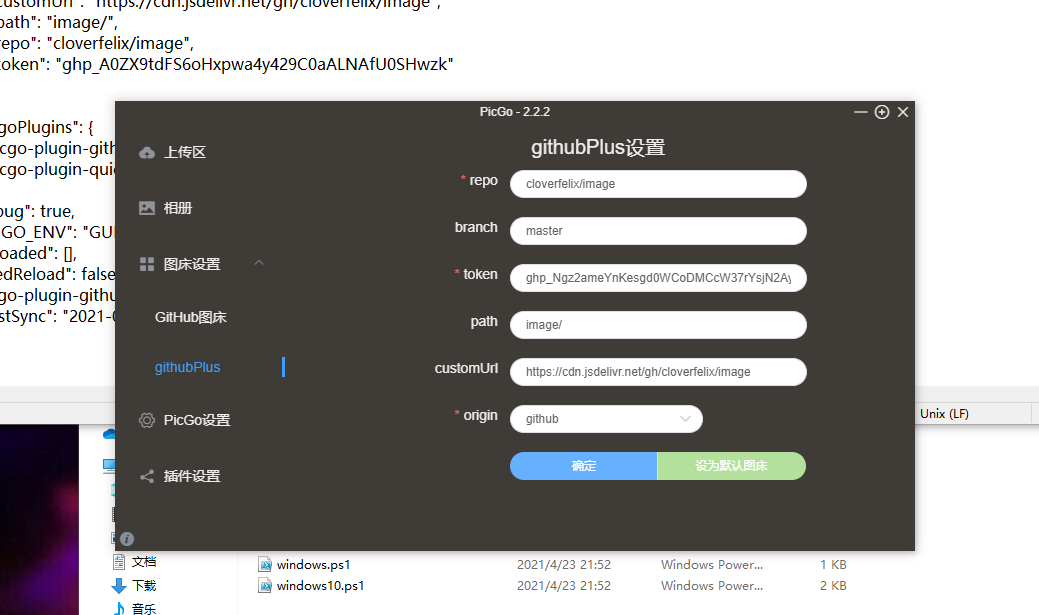 customUrl": "https://cdn.jsdelivr.net/gh/cloverfelix/image",
path": "image/",
repo": "cloverfelix/image",
token": "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"
goPlugins": {
cgo-plugin-gith
cgo-plugin-qui
bug": true,
GO_ENV": "GUI
oaded": [],
edReload": false
go-plugin-githu
stSync": "2021-0
PicGo - 2.2.2
上传区
相册
图床设置
GitHub图床
githubPlus
PicGo设置
插件设置
githubPlus设置
* repo
cloverfelix/image
branch
master
* token
ghp_Ngz2ameYnKesgd0WCoDMCcW37rYsjN2Ay
path
image/
customUrl
https://cdn.jsdelivr.net/gh/cloverfelix/image
* origin
github
确定
设为默认图床
Unix (LF)
文档
下载
音乐
windows.ps1 2021/4/23 21:52 Windows Power... 1 KB
windows10.ps1 2021/4/23 21:52 Windows Power... 2 KB